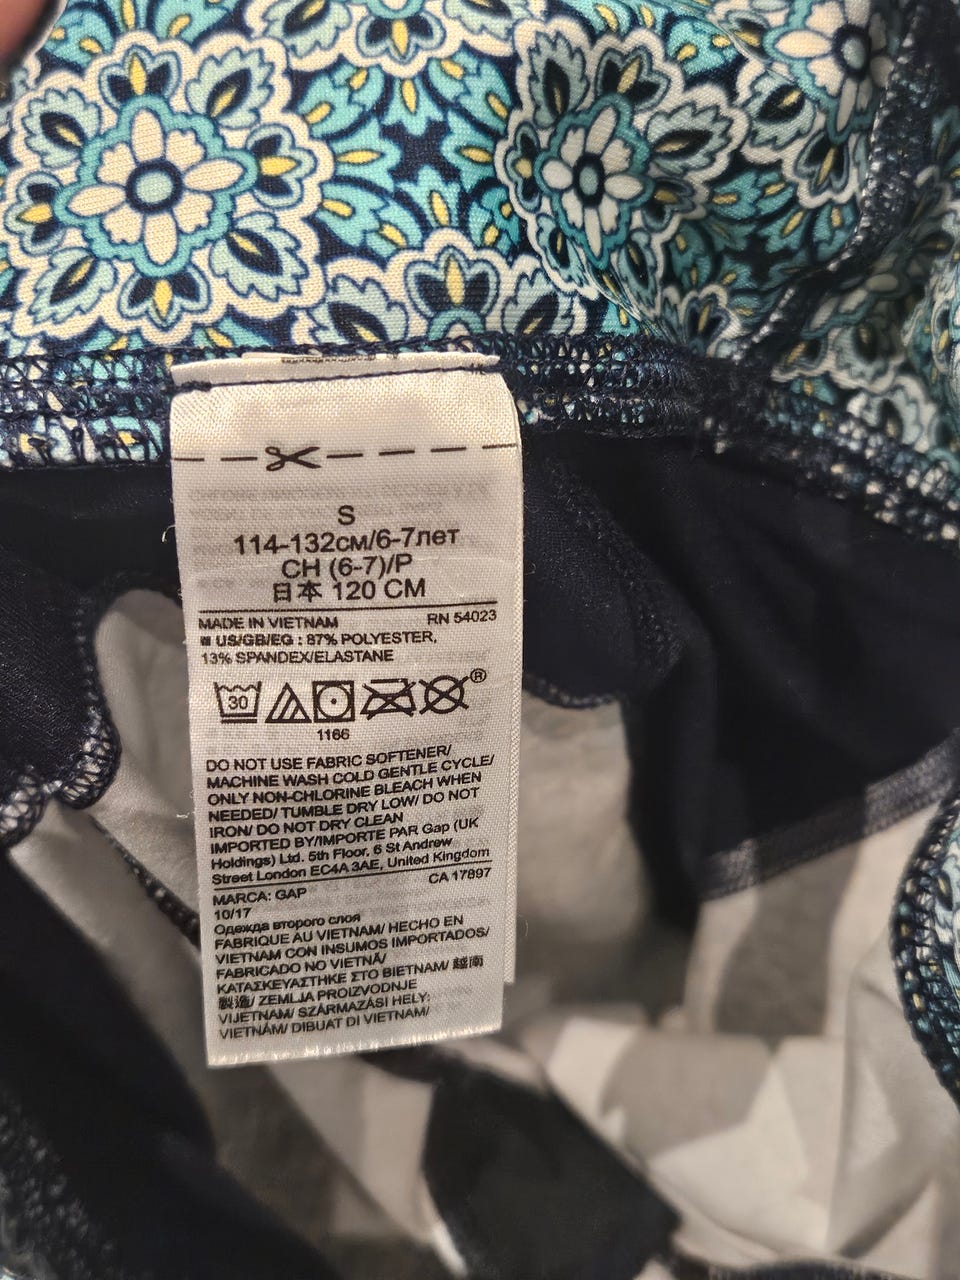 S
114-132см/6-7лет
CH (6-7)/P
日本 120 CM
MADE IN VIETNAM RN 54023
US/GB/EG : 87% POLYESTER,
13% SPANDEX/ELASTANE
30
®
1166
DO NOT USE FABRIC SOFTENER/
MACHINE WASH COLD GENTLE CYCLE/
ONLY NON-CHLORINE BLEACH WHEN
NEEDED/ TUMBLE DRY LOW/ DO NOT
IRON/ DO NOT DRY CLEAN
IMPORTED BY/IMPORTE PAR Gap (UK
Holdings) Ltd. 5th Floor, 6 St Andrew
Street London EC4A 3AE, United Kingdom
CA 17897
MARCA: GAP
10/17
Одежда второго слоя
FABRIQUE AU VIETNAM/ HECHO EN
VIETNAM CON INSUMOS IMPORTADOS/
FABRICADO NO VIETNÃ/
ΚΑΤΑΣΚΕΥΑΣΤΗΚΕ ΣΤΟ ΒΙΕΤΝΑΜ/ 越南
製造/ ZEMLJA PROIZVODNJE
VIJETNAM/ SZÁRMAZÁSI HELY:
VIETNÁM/ DIBUAT DI VIETNAM/